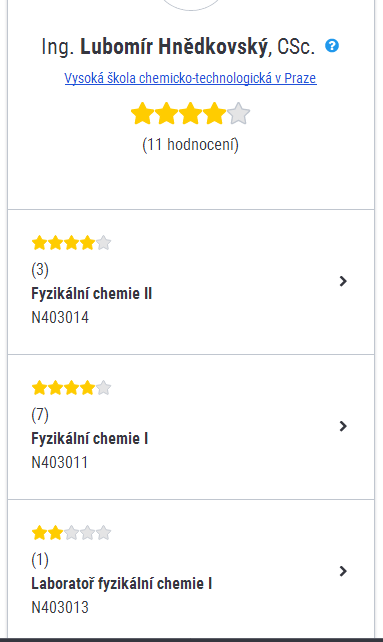 Ing. Lubomír Hnědkovský, CSc. ?
Vysoká škola chemicko-technologická v Praze
(11 hodnocení)
(3)
Fyzikální chemie II
N403014
(7)
Fyzikální chemie I
N403011
(1)
Laboratoř fyzikální chemie I
N403013